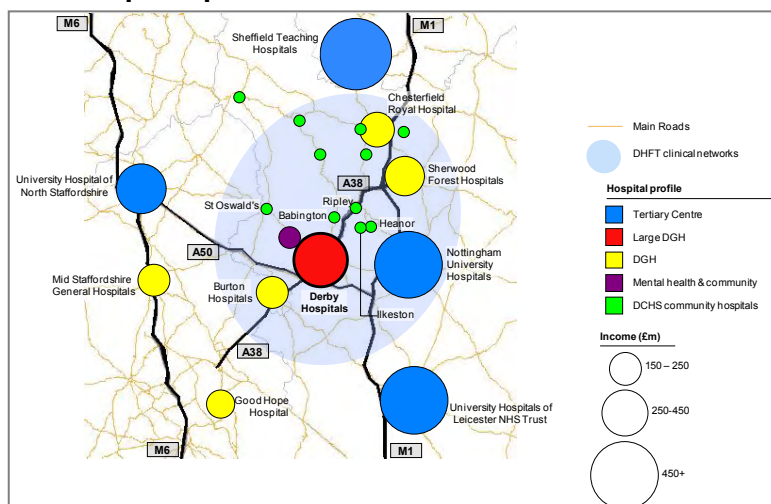 M6
M1
Sheffield Teaching
Hospitals
Chesterfield
Royal Hospital
Main Roads
DHFT clinical networks
University Hospital of
North Staffordshire
A38
Sherwood
Forest Hospitals
Hospital profile
St Oswald's
Ripley
Babington
Heanor
Tertiary Centre
Large DGH
A50
Nottingham
University
Hospitals
DGH
Mid Staffordshire
General Hospitals
Burton
Hospitals
Derby
Hospitals
Mental health & community
DCHS community hospitals
Ilkeston
Income (£m)
A38
150 – 250
Good Hope
Hospital
University Hospitals of
Leicester NHS Trust
250-450
M6
M1
450+